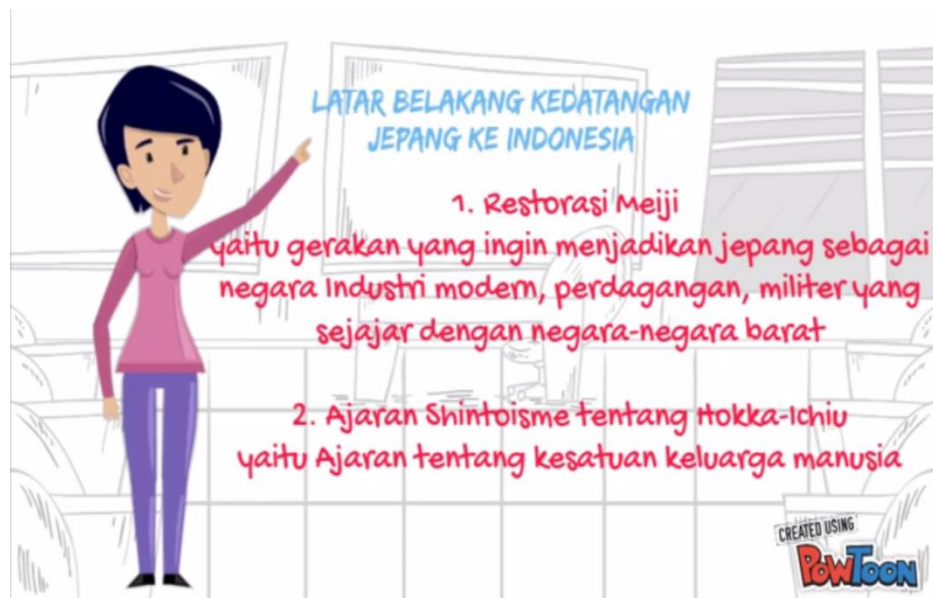 LATAR BELAKANG KEDATANGAN
JEPANG KE INDONESIA
1. Restorasi Meiji
yaitu gerakan yang ingin menjadikan jepang sebagai
negara Industri modern, perdagangan, militer yang
sejajar dengan negara-negara barat
2. Ajaran Shintoisme tentang Hokka-Ichiu
yaitu Ajaran tentang kesatuan keluarga manusia
CREATED USING
POWTOON